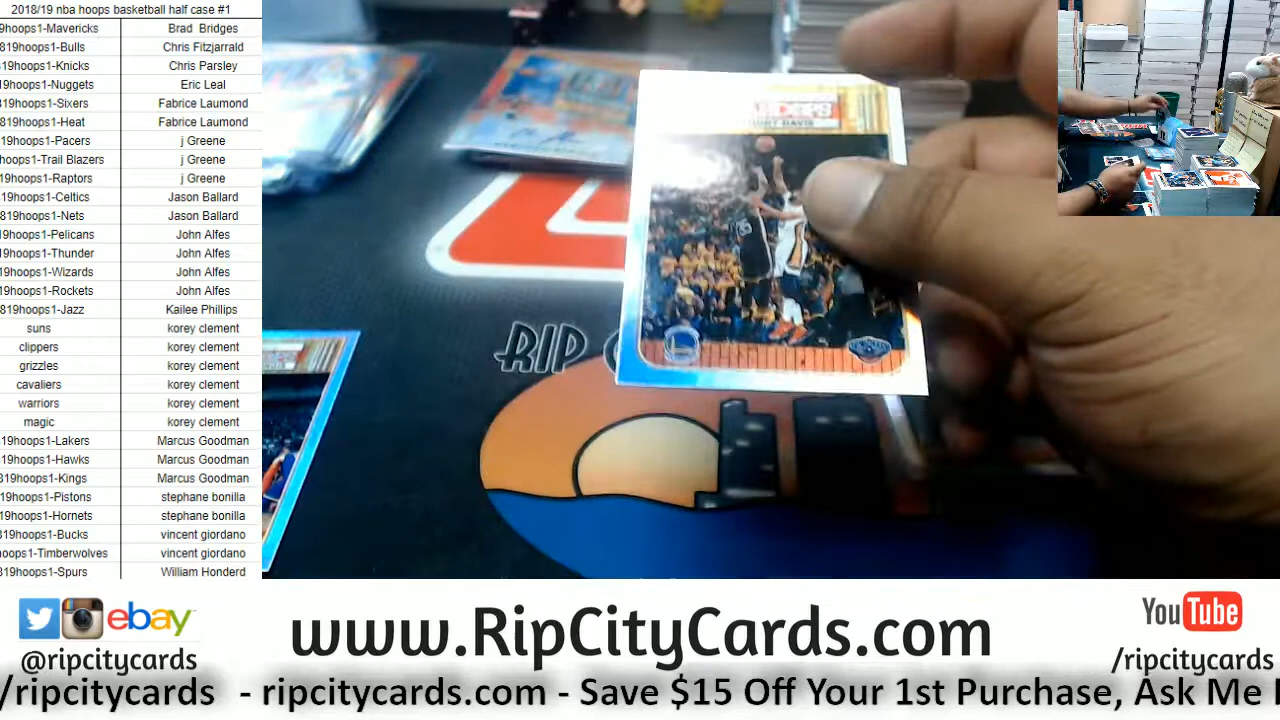 2018/19 nba hoops basketball half case #1
19hoops1-Mavericks Brad Bridges
819hoops1-Bulls Chris Fitzjarrald
19hoops1-Knicks Chris Parsley
19hoops1-Nuggets Eric Leal
819hoops1-Sixers Fabrice Laumond
819hoops1-Heat Fabrice Laumond
19hoops1-Pacers j Greene
hoops1-Trail Blazers j Greene
19hoops1-Raptors j Greene
19hoops1-Celtics Jason Ballard
819hoops1-Nets Jason Ballard
19hoops1-Pelicans John Alfes
19hoops1-Thunder John Alfes
19hoops1-Wizards John Alfes
19hoops1-Rockets John Alfes
819hoops1-Jazz Kailee Phillips
suns korey clement
clippers korey clement
grizzles korey clement
cavaliers korey clement
warriors korey clement
magic korey clement
19hoops1-Lakers Marcus Goodman
19hoops1-Hawks Marcus Goodman
819hoops1-Kings Marcus Goodman
19hoops1-Pistons stephane bonilla
19hoops1-Hornets stephane bonilla
819hoops1-Bucks vincent giordano
hoops1-Timberwolves vincent giordano
819hoops1-Spurs William Honderd
HOOPS
DAVIS
RIP
ebay
@ripcitycards
www.RipCityCards.com
YouTube
/ripcitycards
/ripcitycards - ripcitycards.com - Save $15 Off Your 1st Purchase, Ask Me